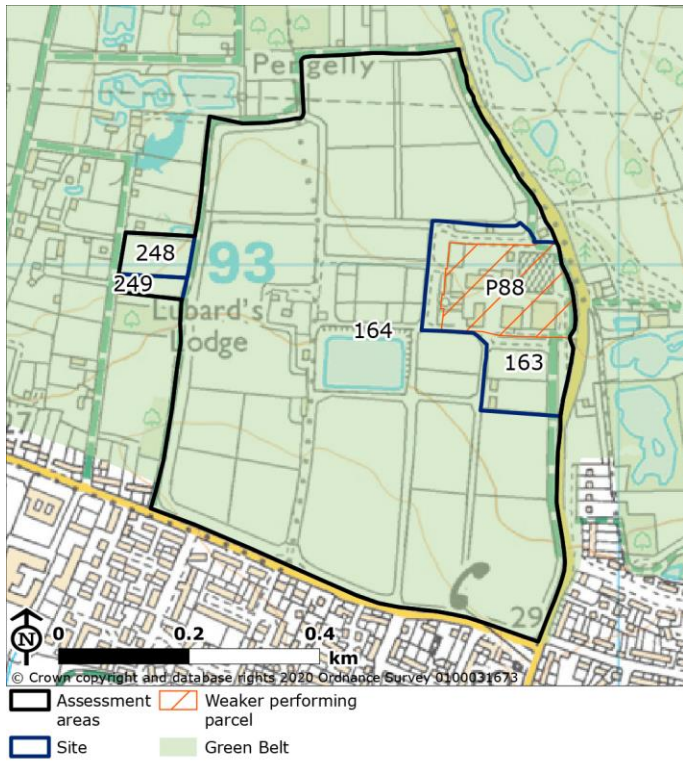 Pengelly
248
93
249
Lubard's
Lodge
P88
164
163
29
N
0 0.2 0.4
km
© Crown copyright and database rights 2020 Ordnance Survey 0100031673
Assessment areas
Weaker performing parcel
Site
Green Belt